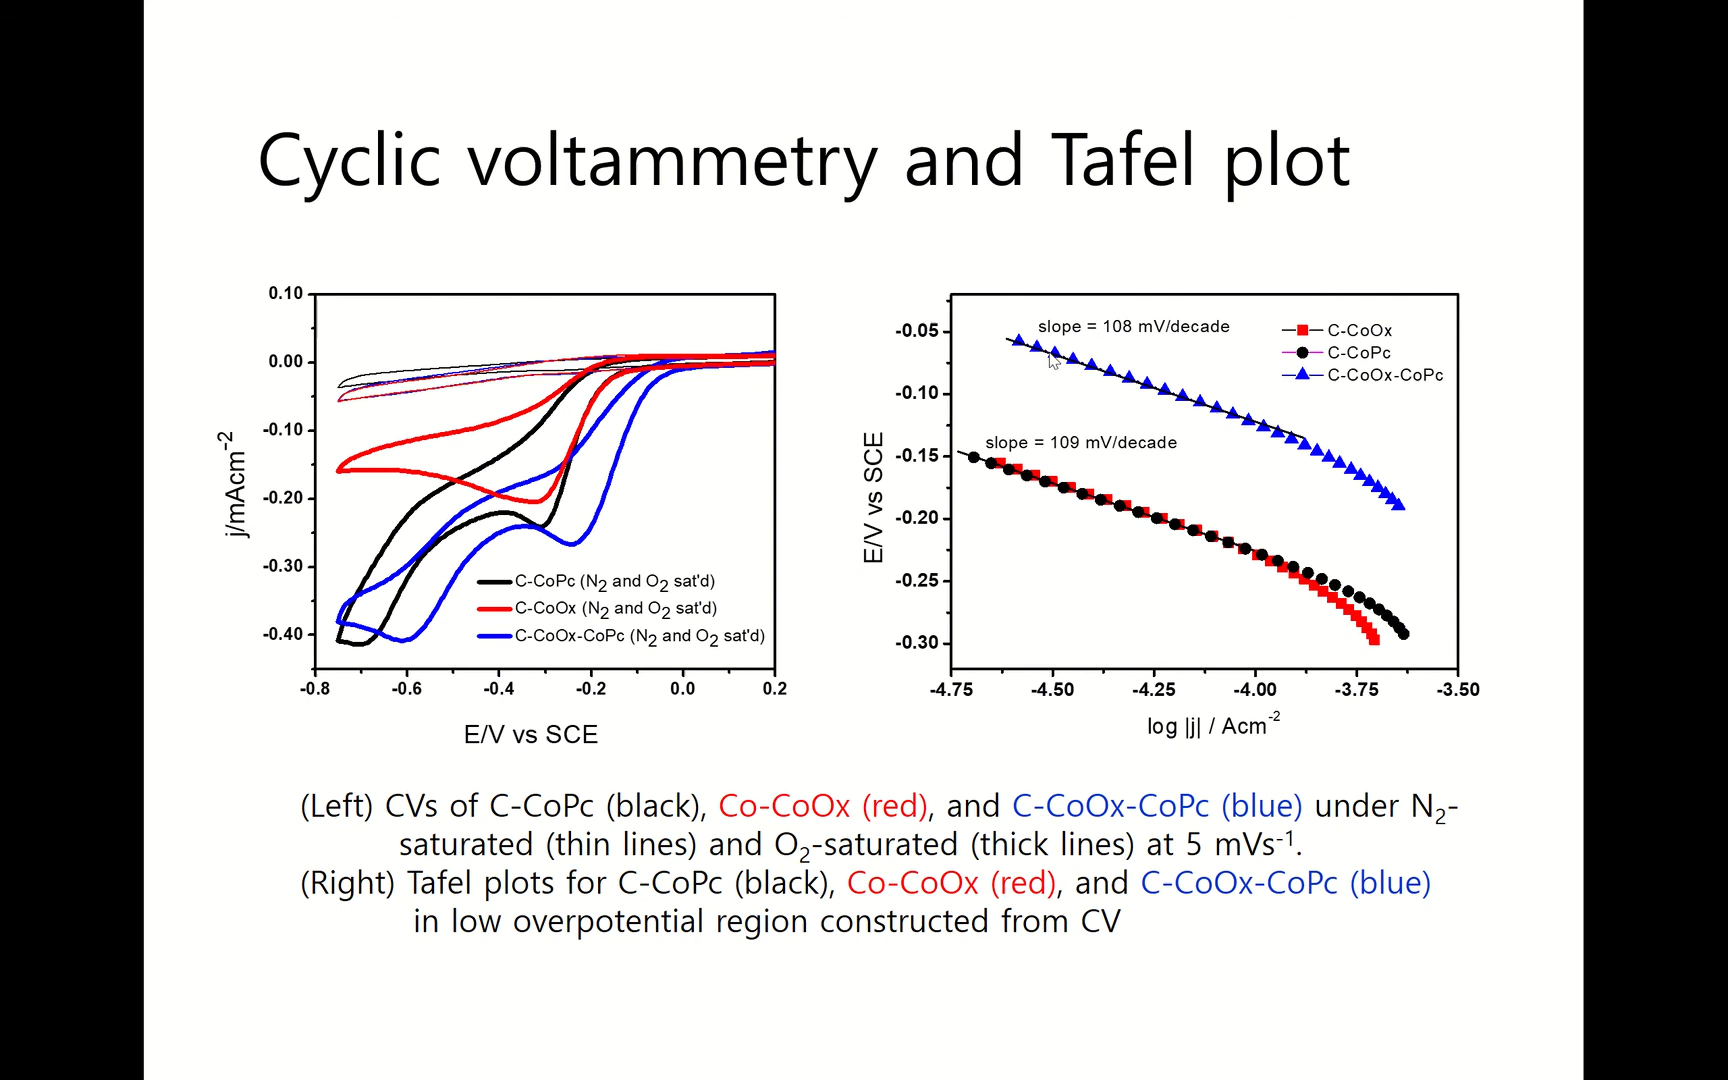 Cyclic voltammetry and Tafel plot
0.10
0.00
-0.10
-0.20
-0.30
-0.40
j/mAcm-2
-0.8 -0.6 -0.4 -0.2 0.0 0.2
E/V vs SCE
C-CoPc (N2 and O2 sat'd)
C-CoOx (N2 and O2 sat'd)
C-CoOx-CoPc (N2 and O2 sat'd)
-0.05
-0.10
-0.15
-0.20
-0.25
-0.30
E/V vs SCE
slope = 108 mV/decade
slope = 109 mV/decade
C-CoOx
C-CoPc
C-CoOx-CoPc
-4.75 -4.50 -4.25 -4.00 -3.75 -3.50
log |j| / Acm-2
(Left) CVs of C-CoPc (black), Co-CoOx (red), and C-CoOx-CoPc (blue) under N2-
saturated (thin lines) and O2-saturated (thick lines) at 5 mVs-1.
(Right) Tafel plots for C-CoPc (black), Co-CoOx (red), and C-CoOx-CoPc (blue)
in low overpotential region constructed from CV